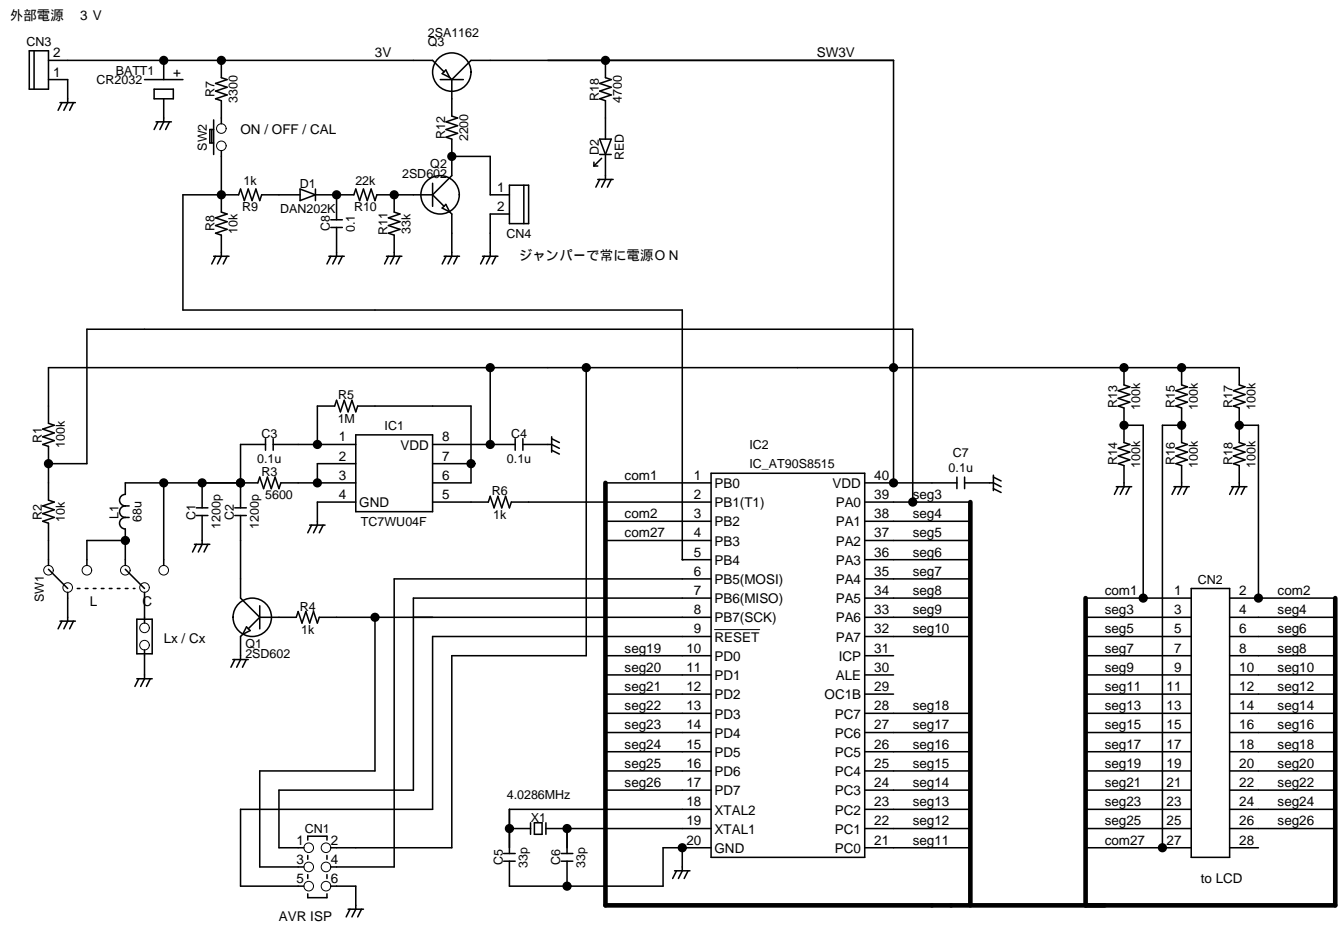 外部電源　3 V
CN3
2
1
BATT1
CR2032
+
R7
3300
3V
2SA1162
Q3
SW3V
R18
4700
D2
RED
SW2
ON / OFF / CAL
R12
2200
Q2
2SD602
1k
R9
D1
DAN202K
22k
R10
R8
10k
C8
0.1
R11
33k
1
2
CN4
ジャンパーで常に電源ON
R1
100k
R2
10k
R5
1M
IC1
C3
0.1u
R3
5600
1
2
3
4
VDD
GND
8
7
6
5
TC7WU04F
C4
0.1u
R6
1k
L1
68u
C1
1200p
C2
1200p
SW1
L
C
Lx / Cx
R4
1k
Q1
2SD602
IC2
IC_AT90S8515
com1 1 PB0
2 PB1(T1)
com2 3 PB2
com27 4 PB3
5 PB4
6 PB5(MOSI)
7 PB6(MISO)
8 PB7(SCK)
9 RESET
seg19 10 PD0
seg20 11 PD1
seg21 12 PD2
seg22 13 PD3
seg23 14 PD4
seg24 15 PD5
seg25 16 PD6
seg26 17 PD7
18 XTAL2
19 XTAL1
20 GND
VDD 40
PA0 39 seg3
PA1 38 seg4
PA2 37 seg5
PA3 36 seg6
PA4 35 seg7
PA5 34 seg8
PA6 33 seg9
PA7 32 seg10
ICP 31
ALE 30
OC1B 29
PC7 28 seg18
PC6 27 seg17
PC5 26 seg16
PC4 25 seg15
PC3 24 seg14
PC2 23 seg13
PC1 22 seg12
PC0 21 seg11
C7
0.1u
4.0286MHz
X1
C5
33p
C6
33p
CN1
1 2
3 4
5 6
AVR ISP
R13
100k
R15
100k
R17
100k
R14
100k
R16
100k
R18
100k
CN2
com1 1 2 com2
seg3 3 4 seg4
seg5 5 6 seg6
seg7 7 8 seg8
seg9 9 10 seg10
seg11 11 12 seg12
seg13 13 14 seg14
seg15 15 16 seg16
seg17 17 18 seg18
seg19 19 20 seg20
seg21 21 22 seg22
seg23 23 24 seg24
seg25 25 26 seg26
com27 27 28
to LCD